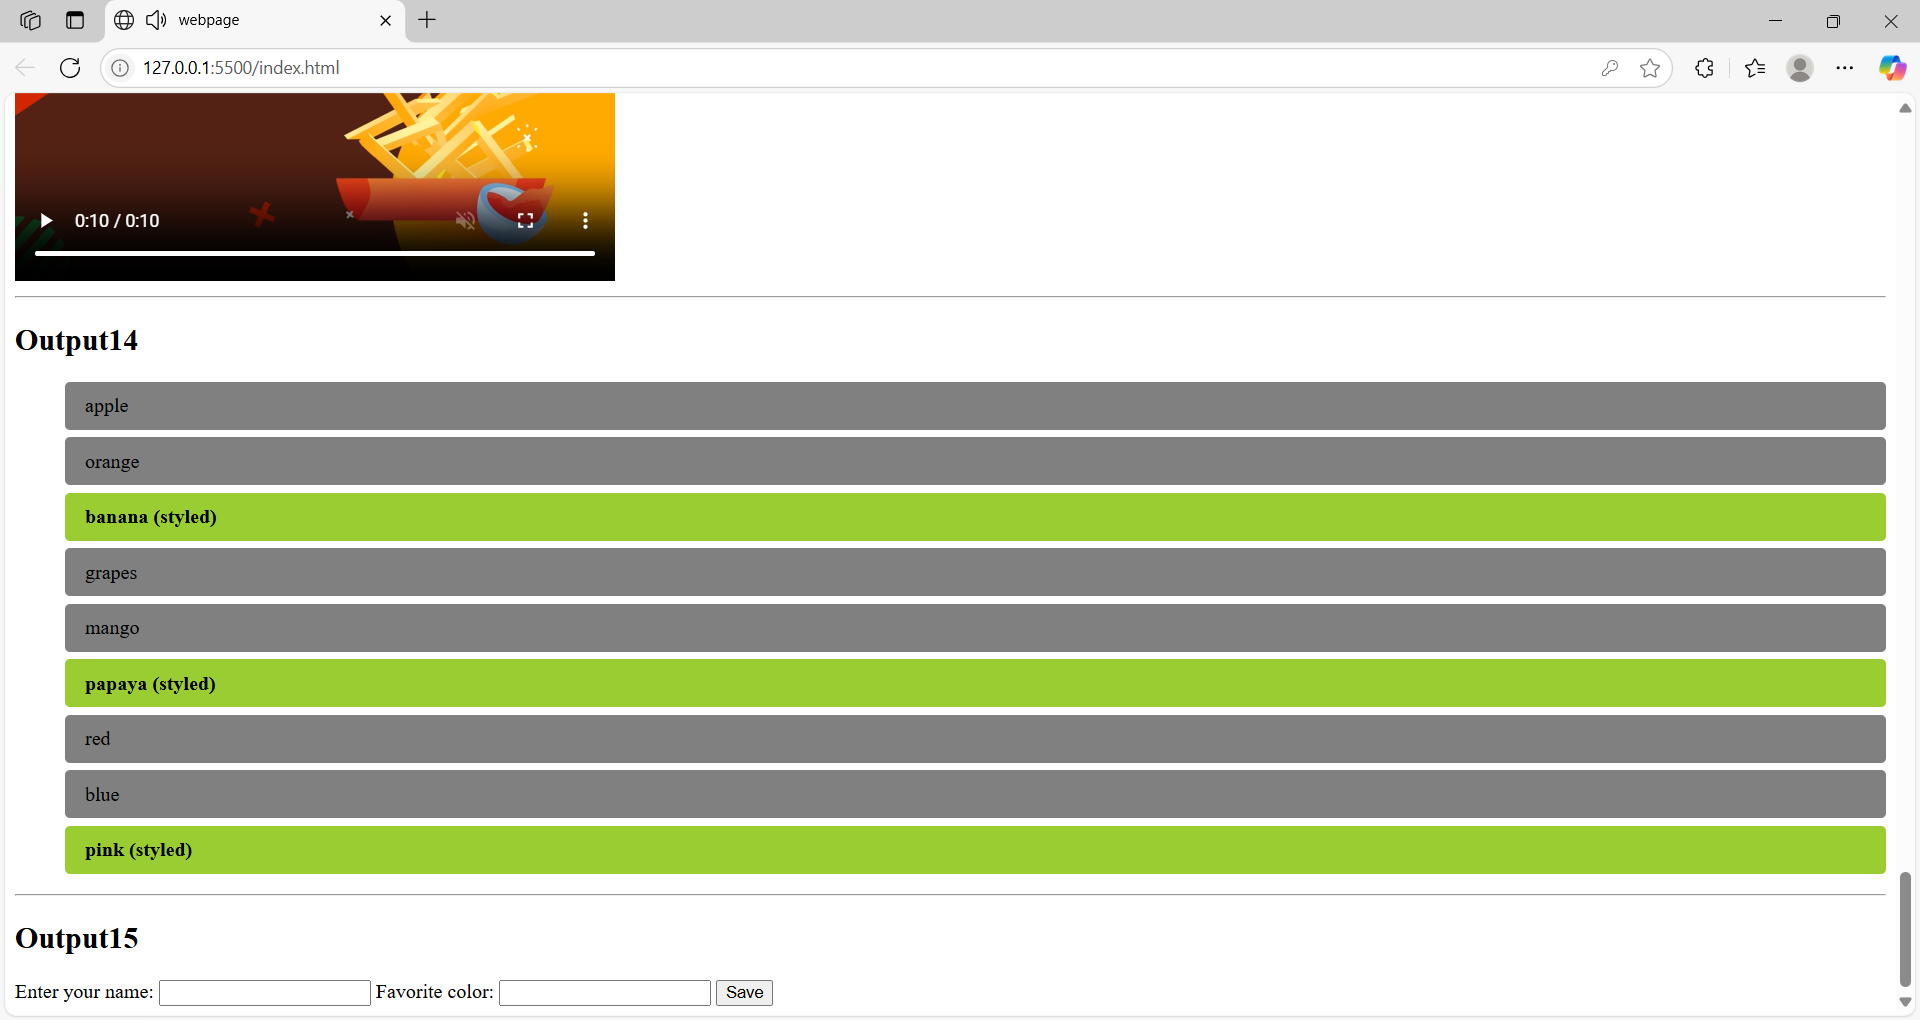 webpage
127.0.0.1:5500/index.html
0:10 / 0:10
Output14
apple
orange
banana (styled)
grapes
mango
papaya (styled)
red
blue
pink (styled)
Output15
Enter your name: Favorite color: Save